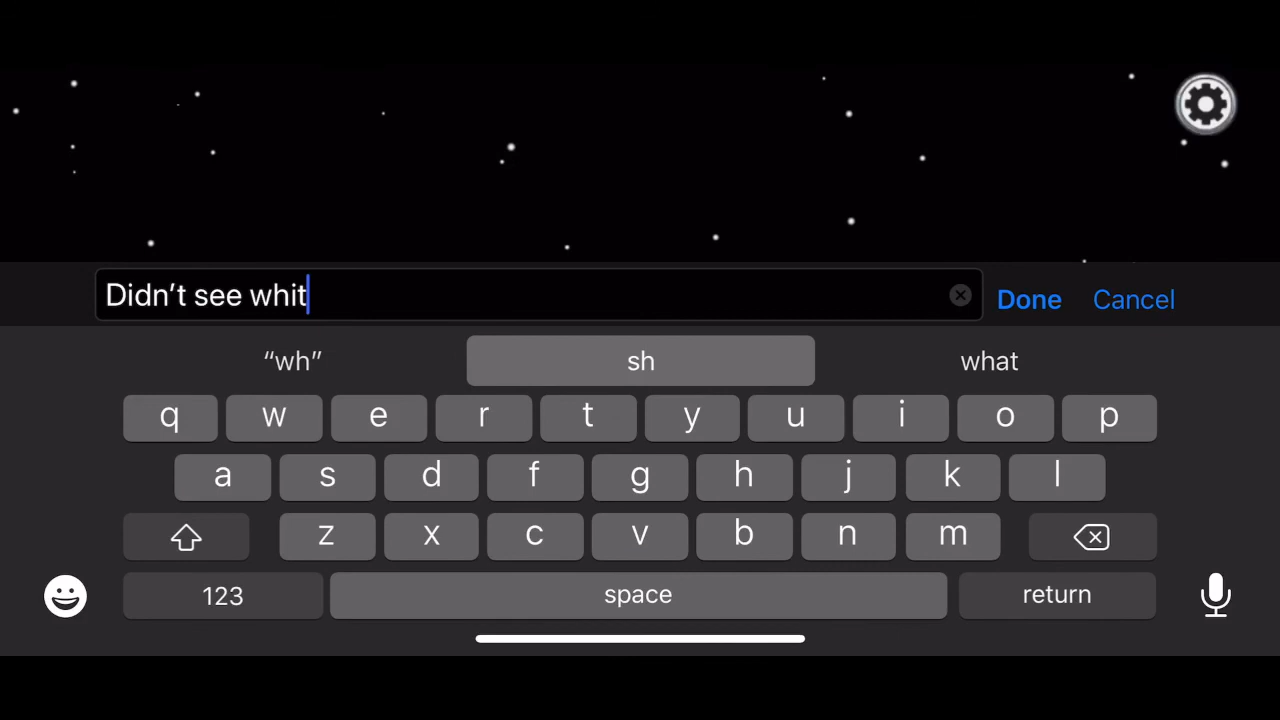 Didn’t see whit
Done Cancel
“wh” sh what
q w e r t y u i o p
a s d f g h j k l
z x c v b n m
123 space return